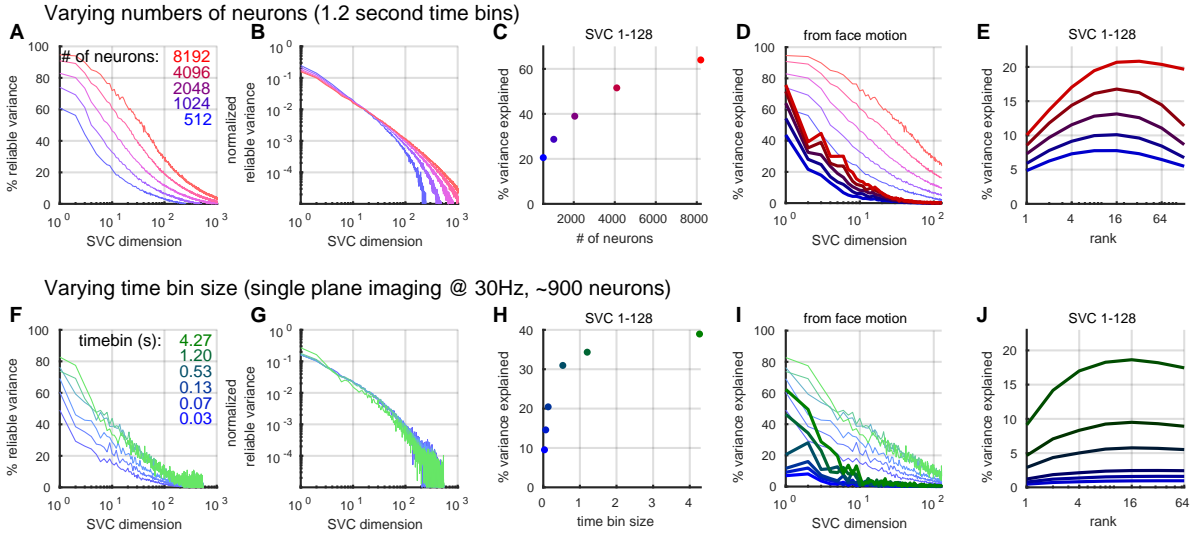 Varying numbers of neurons (1.2 second time bins)
A
% reliable variance
100
80
60
40
20
0
# of neurons: 8192
4096
2048
1024
512
10^0 10^1 10^2 10^3
SVC dimension
B
normalized
reliable variance
10^0
10^-1
10^-2
10^-3
10^-4
10^0 10^1 10^2 10^3
SVC dimension
C
SVC 1-128
% variance explained
60
40
20
0
2000 4000 6000 8000
# of neurons
D
from face motion
% variance explained
100
80
60
40
20
0
10^0 10^1 10^2
SVC dimension
E
SVC 1-128
% variance explained
20
15
10
5
0
1 4 16 64
rank
Varying time bin size (single plane imaging @ 30Hz, ~900 neurons)
F
% reliable variance
100
80
60
40
20
0
timebin (s): 4.27
1.20
0.53
0.13
0.07
0.03
10^0 10^1 10^2 10^3
SVC dimension
G
normalized
reliable variance
10^0
10^-1
10^-2
10^-3
10^-4
10^0 10^1 10^2 10^3
SVC dimension
H
SVC 1-128
% variance explained
40
30
20
10
0
0 1 2 3 4
time bin size
I
from face motion
% variance explained
100
80
60
40
20
0
10^0 10^1 10^2
SVC dimension
J
SVC 1-128
% variance explained
20
15
10
5
0
1 4 16 64
rank